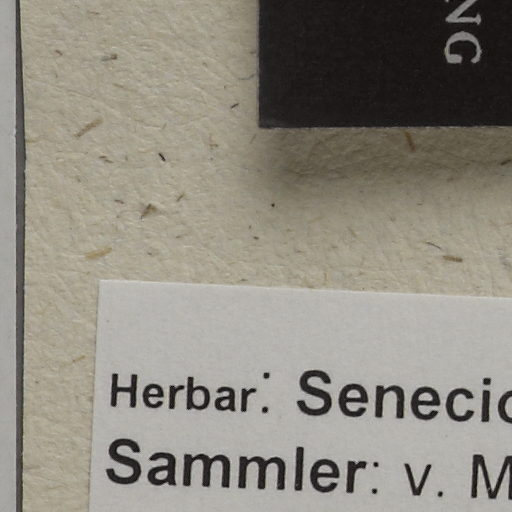 NG
Herbar: Senecio
Sammler: v. M